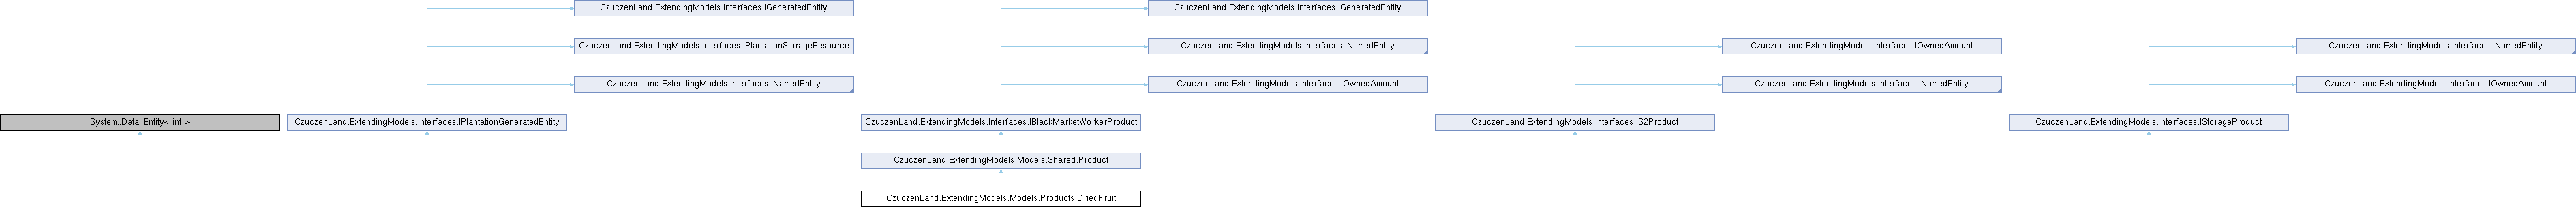 CzuczenLand.ExtendingModels.Interfaces.IGeneratedEntity
CzuczenLand.ExtendingModels.Interfaces.IGeneratedEntity
CzuczenLand.ExtendingModels.Interfaces.IPlantationStorageResource
CzuczenLand.ExtendingModels.Interfaces.INamedEntity
CzuczenLand.ExtendingModels.Interfaces.IOwnedAmount
CzuczenLand.ExtendingModels.Interfaces.INamedEntity
CzuczenLand.ExtendingModels.Interfaces.INamedEntity
CzuczenLand.ExtendingModels.Interfaces.IOwnedAmount
CzuczenLand.ExtendingModels.Interfaces.INamedEntity
CzuczenLand.ExtendingModels.Interfaces.IOwnedAmount
System::Data::Entity< int >
CzuczenLand.ExtendingModels.Interfaces.IPlantationGeneratedEntity
CzuczenLand.ExtendingModels.Interfaces.IBlackMarketWorkerProduct
CzuczenLand.ExtendingModels.Interfaces.IS2Product
CzuczenLand.ExtendingModels.Interfaces.IStorageProduct
CzuczenLand.ExtendingModels.Models.Shared.Product
CzuczenLand.ExtendingModels.Models.Products.DriedFruit